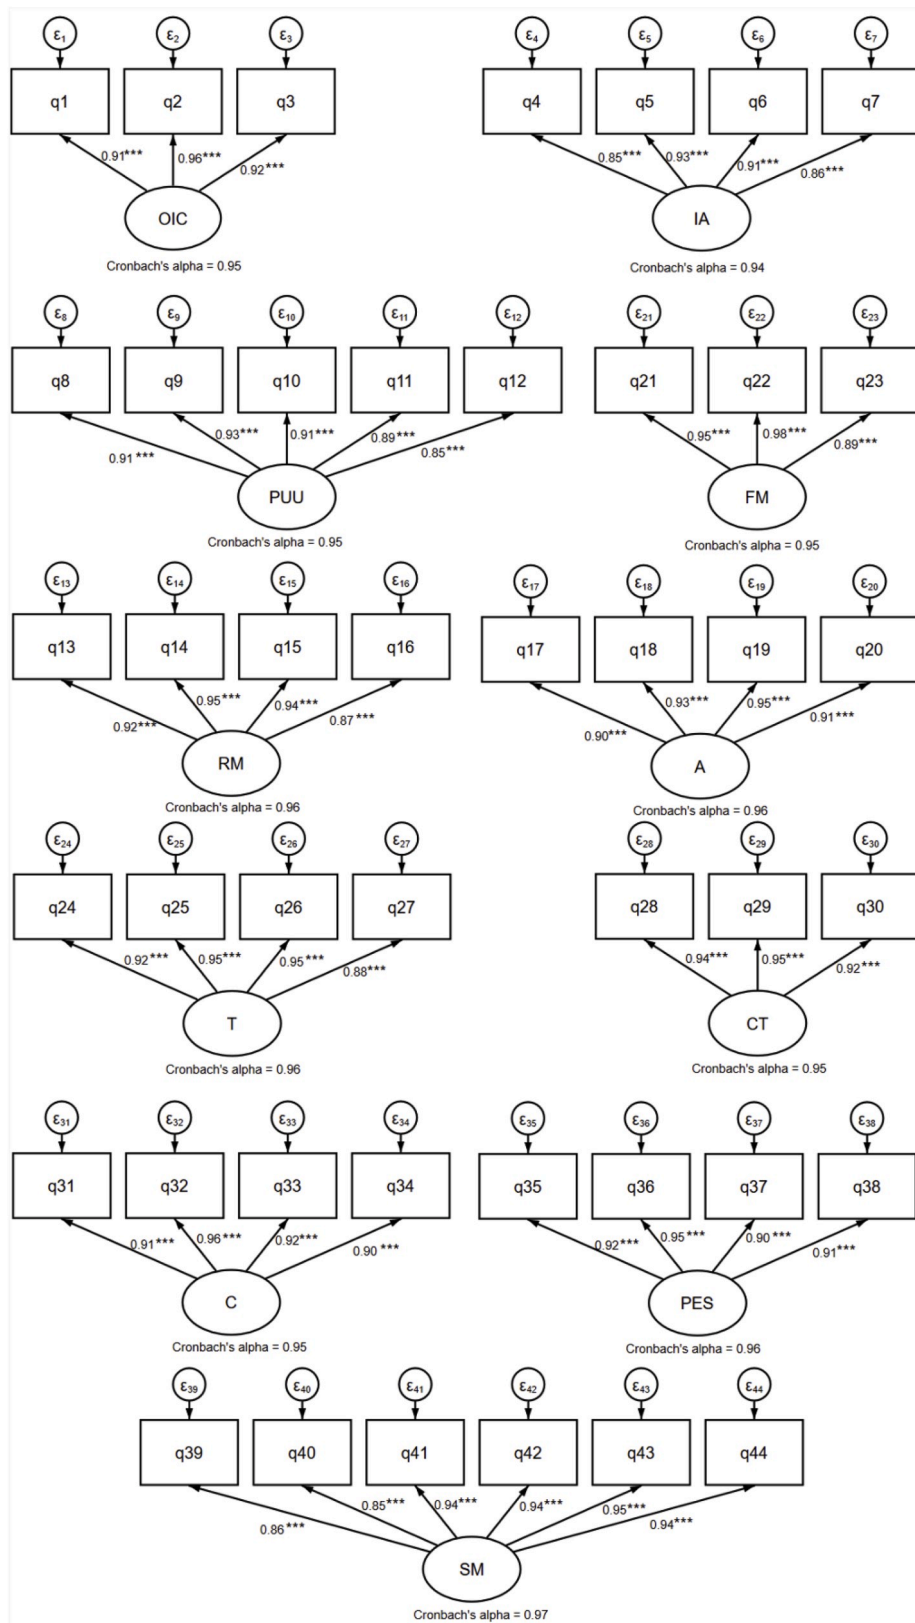 ε1 ε2 ε3
q1 q2 q3
0.91*** 0.96*** 0.92***
OIC
Cronbach's alpha = 0.95
ε4 ε5 ε6 ε7
q4 q5 q6 q7
0.85*** 0.93*** 0.91*** 0.86***
IA
Cronbach's alpha = 0.94
ε8 ε9 ε10 ε11 ε12
q8 q9 q10 q11 q12
0.91*** 0.93*** 0.91*** 0.89*** 0.85***
PUU
Cronbach's alpha = 0.95
ε21 ε22 ε23
q21 q22 q23
0.95*** 0.98*** 0.89***
FM
Cronbach's alpha = 0.95
ε13 ε14 ε15 ε16
q13 q14 q15 q16
0.92*** 0.95*** 0.94*** 0.87***
RM
Cronbach's alpha = 0.96
ε17 ε18 ε19 ε20
q17 q18 q19 q20
0.90*** 0.93*** 0.95*** 0.91***
A
Cronbach's alpha = 0.96
ε24 ε25 ε26 ε27
q24 q25 q26 q27
0.92*** 0.95*** 0.95*** 0.88***
T
Cronbach's alpha = 0.96
ε28 ε29 ε30
q28 q29 q30
0.94*** 0.95*** 0.92***
CT
Cronbach's alpha = 0.95
ε31 ε32 ε33 ε34
q31 q32 q33 q34
0.91*** 0.96*** 0.92*** 0.90***
C
Cronbach's alpha = 0.95
ε35 ε36 ε37 ε38
q35 q36 q37 q38
0.92*** 0.95*** 0.90*** 0.91***
PES
Cronbach's alpha = 0.96
ε39 ε40 ε41 ε42 ε43 ε44
q39 q40 q41 q42 q43 q44
0.86*** 0.85*** 0.94*** 0.94*** 0.95*** 0.94***
SM
Cronbach's alpha = 0.97